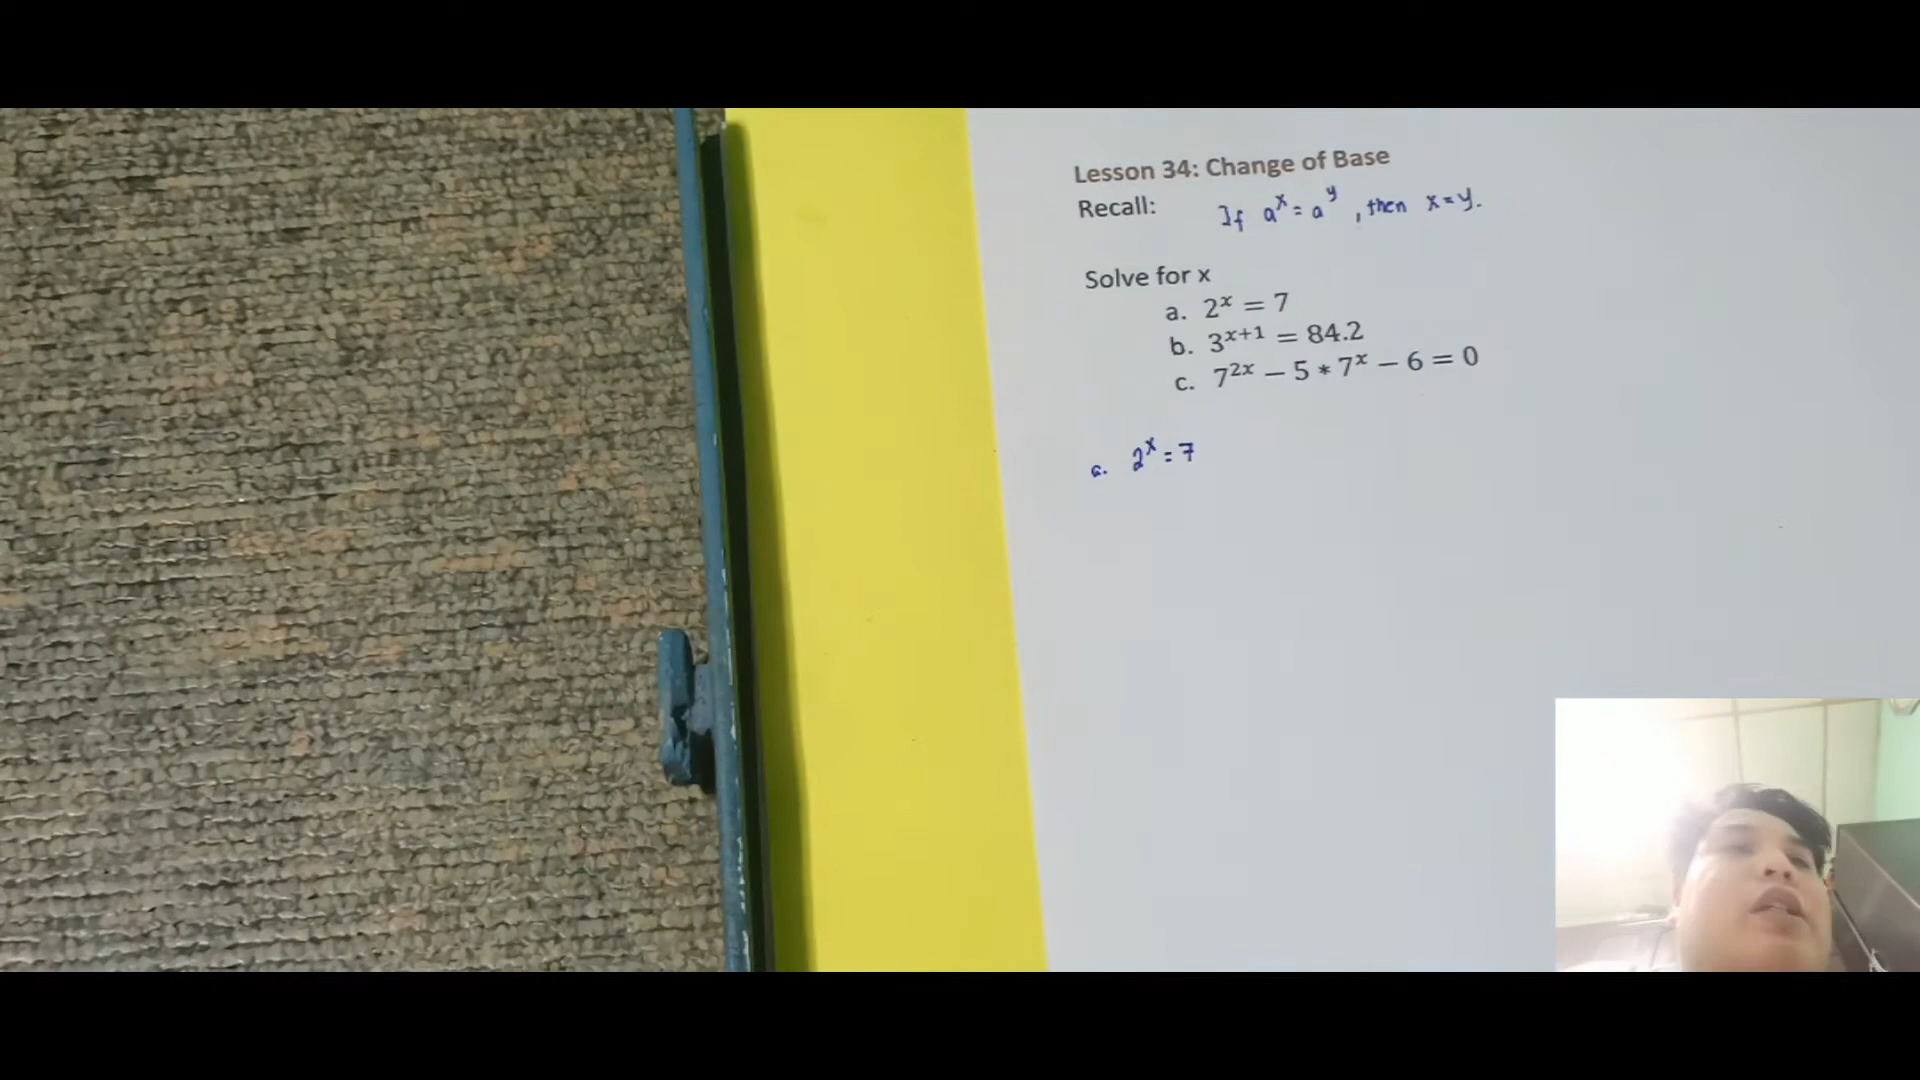 Lesson 34: Change of Base
Recall: If a^x = a^y, then x = y.
Solve for x
a. 2^x = 7
b. 3^{x+1} = 84.2
c. 7^{2x} − 5 ∗ 7^x − 6 = 0
a. 2^x = 7